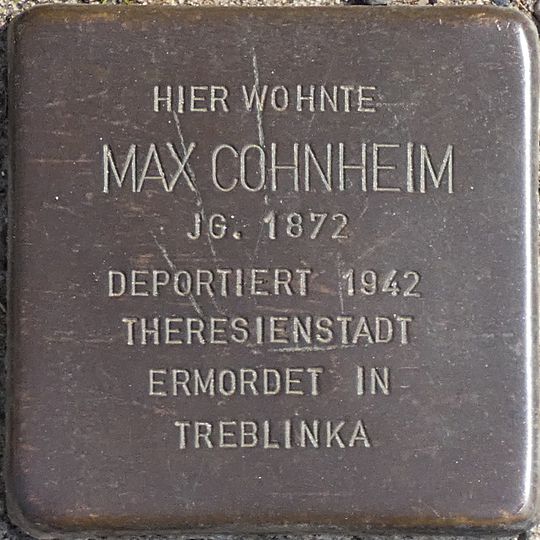 HIER WOHNTE
MAX COHNHEIM
JG. 1872
DEPORTIERT 1942
THERESIENSTADT
ERMORDET IN
TREBLINKA